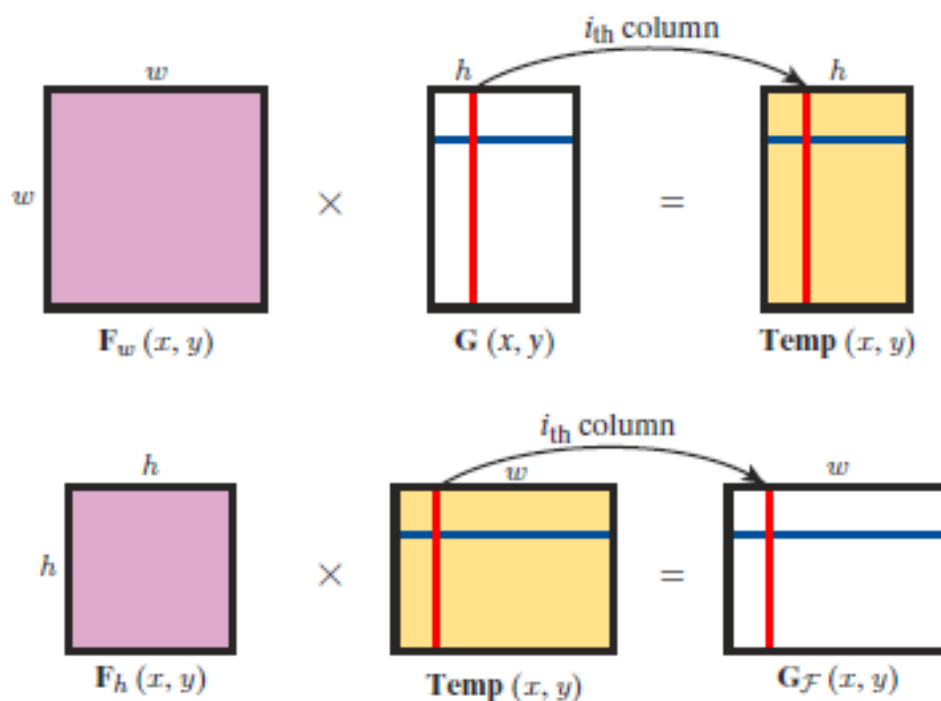 i_th column
w
h
h
w
×
=
F_w (x, y)
G (x, y)
Temp (x, y)
i_th column
h
w
w
h
×
=
F_h (x, y)
Temp (x, y)
G_ℱ (x, y)